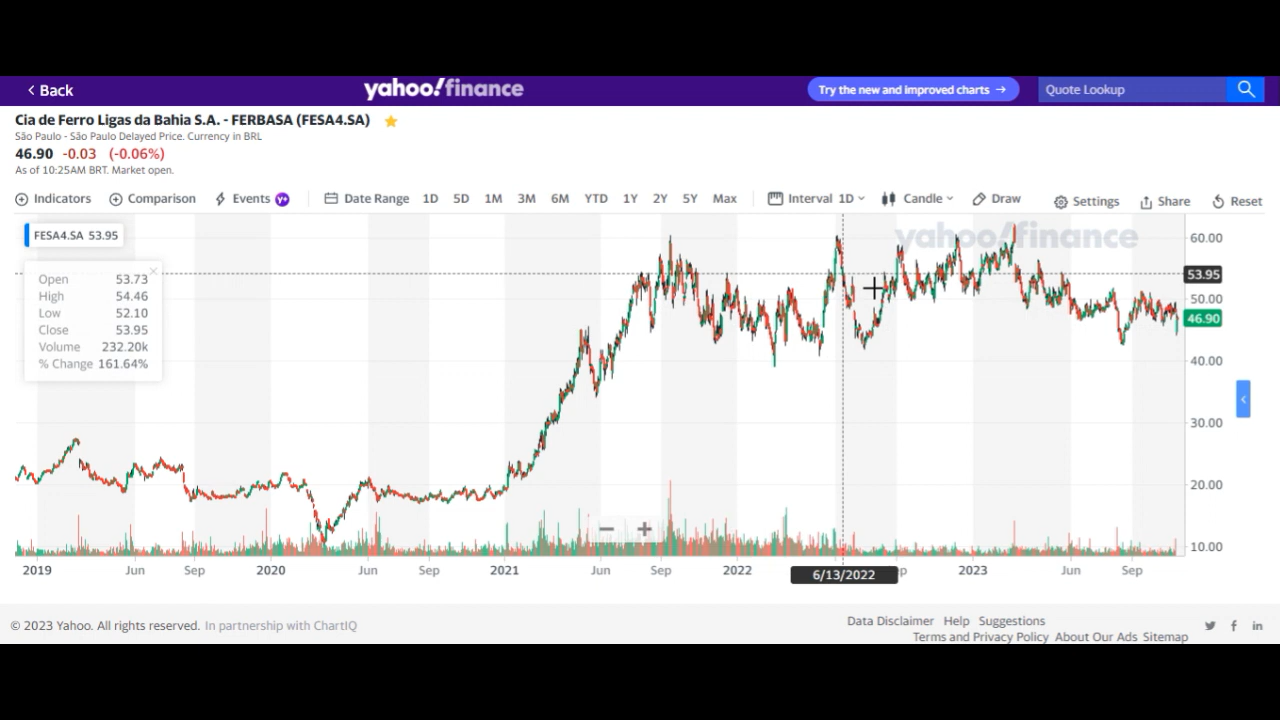 Back
yahoo!finance
Try the new and improved charts →
Quote Lookup
Cia de Ferro Ligas da Bahia S.A. - FERBASA (FESA4.SA)
São Paulo - São Paulo Delayed Price. Currency in BRL
46.90 -0.03 (-0.06%)
As of 10:25AM BRT. Market open.
Indicators Comparison Events Y+ Date Range 1D 5D 1M 3M 6M YTD 1Y 2Y 5Y Max Interval 1D Candle Draw Settings Share Reset
FESA4.SA 53.95
yahoo!finance
Open 53.73
High 54.46
Low 52.10
Close 53.95
Volume 232.20k
% Change 161.64%
60.00
53.95
50.00
46.90
40.00
30.00
20.00
10.00
2019 Jun Sep 2020 Jun Sep 2021 Jun Sep 2022 6/13/2022 2023 Jun Sep
© 2023 Yahoo. All rights reserved. In partnership with ChartIQ
Data Disclaimer Help Suggestions
Terms and Privacy Policy About Our Ads Sitemap